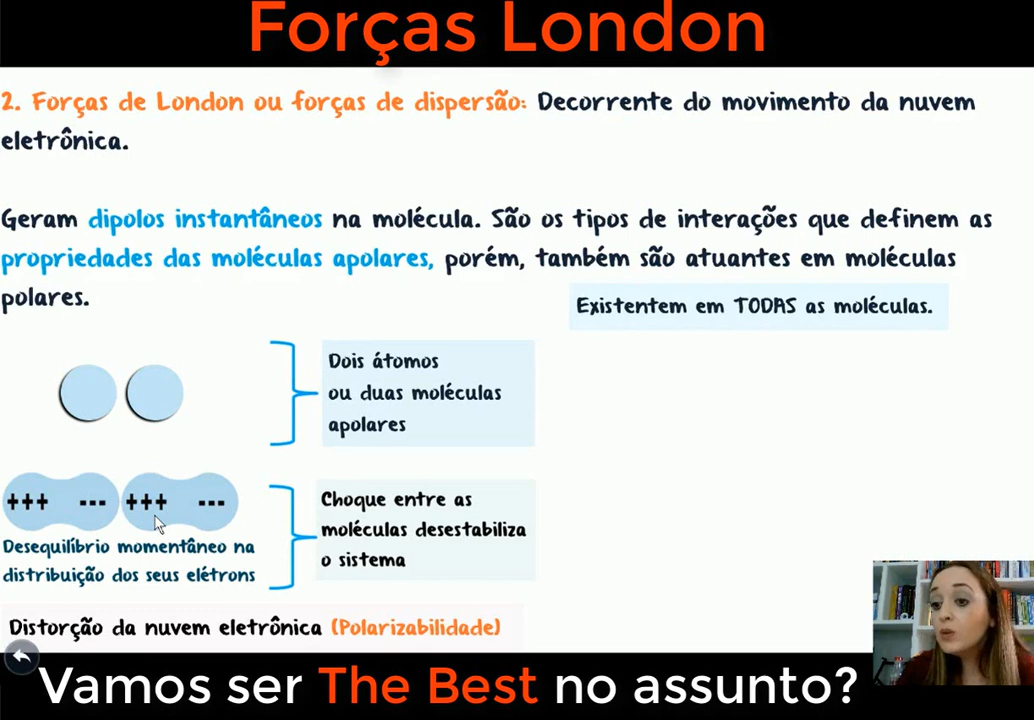 Forças London
2. Forças de London ou forças de dispersão: Decorrente do movimento da nuvem
eletrônica.
Geram dipolos instantâneos na molécula. São os tipos de interações que definem as
propriedades das moléculas apolares, porém, também são atuantes em moléculas
polares.
Existentem em TODAS as moléculas.
Dois átomos
ou duas moléculas
apolares
+++ --- +++ ---
Desequilíbrio momentâneo na
distribuição dos seus elétrons
Choque entre as
moléculas desestabiliza
o sistema
Distorção da nuvem eletrônica (Polarizabilidade)
Vamos ser The Best no assunto?